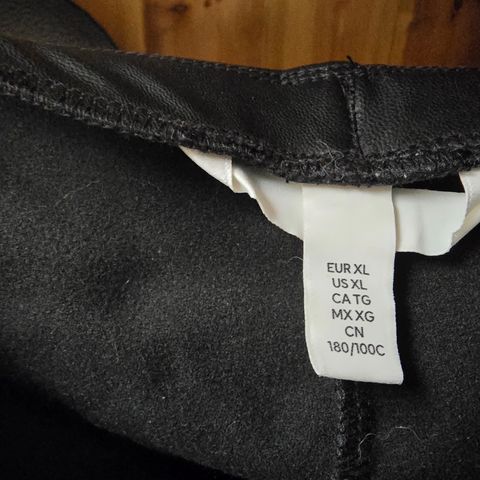 EUR XL
US XL
CA TG
MX XG
CN
180/100C